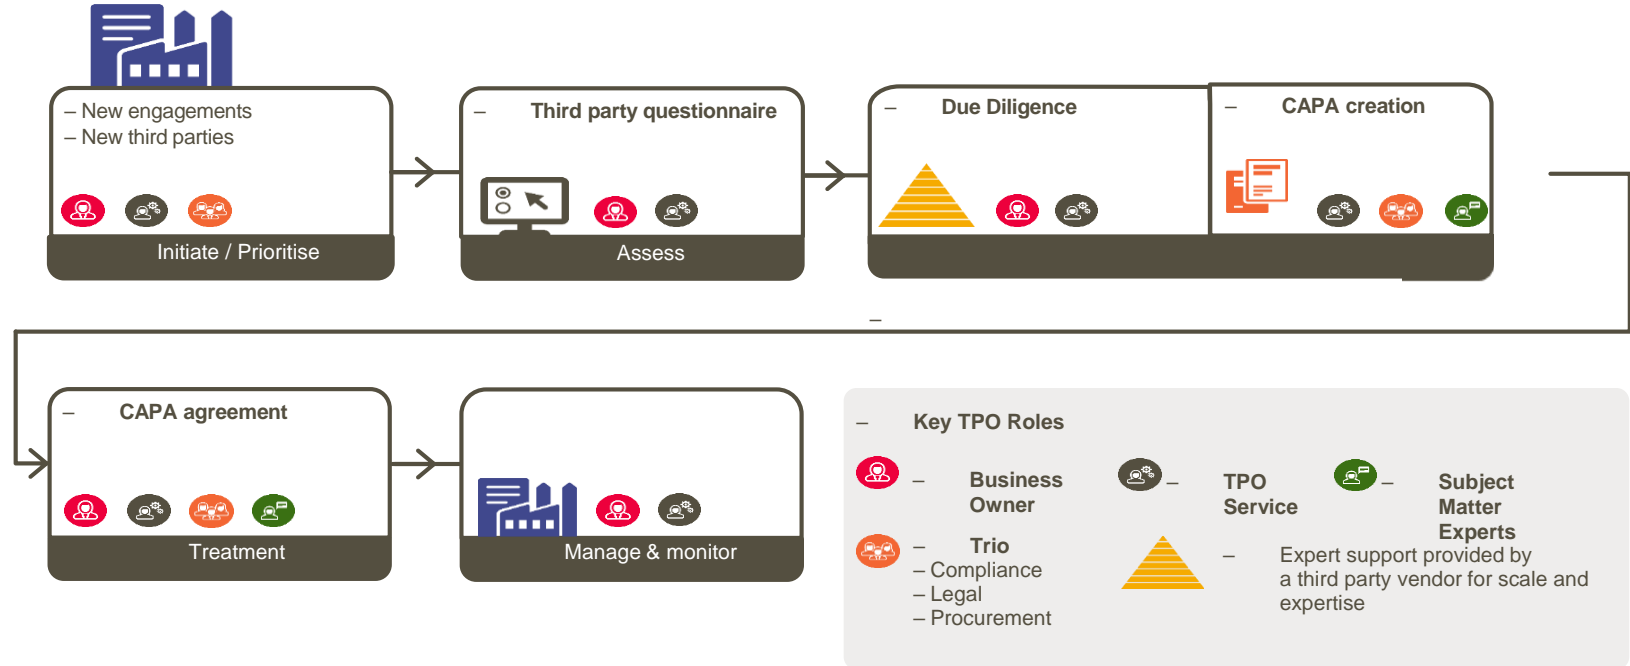 – New engagements
– New third parties
Initiate / Prioritise
– Third party questionnaire
Assess
– Due Diligence
– CAPA creation
–
– CAPA agreement
Treatment
Manage & monitor
– Key TPO Roles
– Business
Owner
– TPO
Service
– Subject
Matter
Experts
– Trio
– Compliance
– Legal
– Procurement
– Expert support provided by
a third party vendor for scale and
expertise